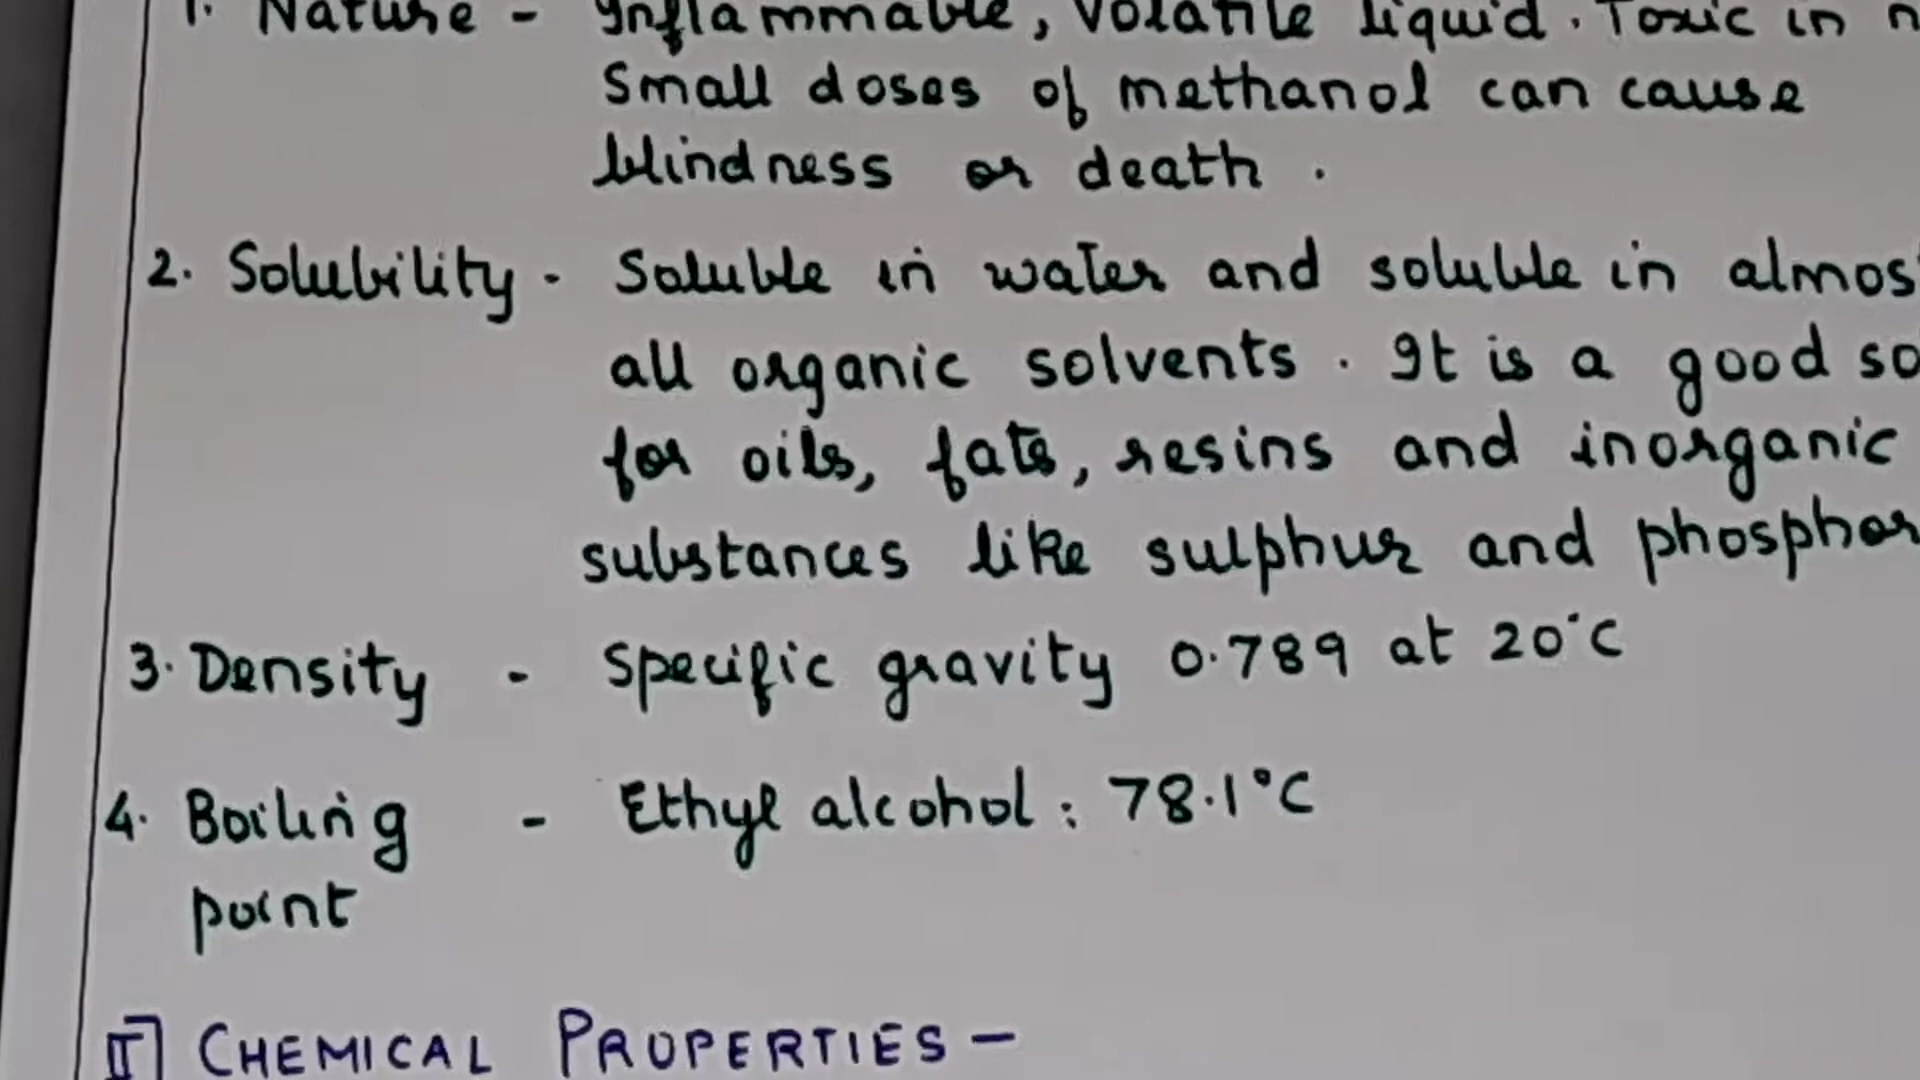 1. Nature - Inflammable, Volatile liquid. Toxic in
Small doses of methanol can cause
blindness or death.
2. Solubility - Soluble in water and soluble in almos
all organic solvents. It is a good so
for oils, fats, resins and inorganic
substances like sulphur and phosphor
3. Density - Specific gravity 0.789 at 20°C
4. Boiling - Ethyl alcohol : 78.1°C
point
II] CHEMICAL PROPERTIES -